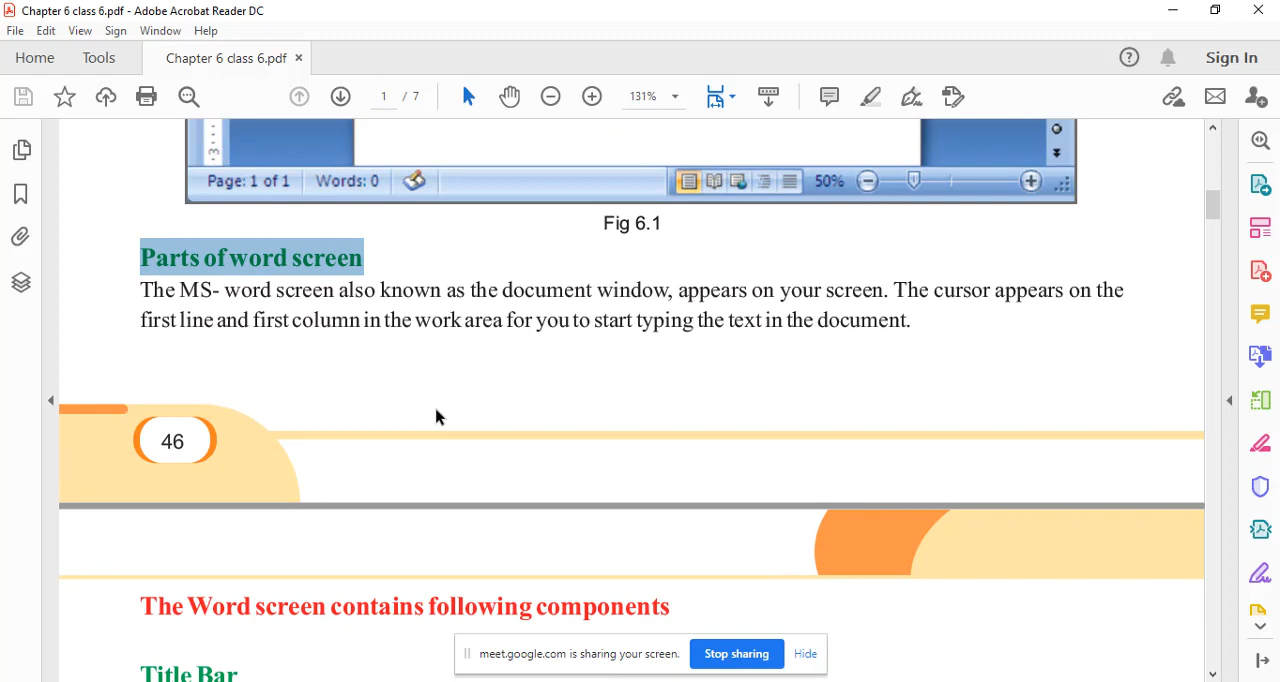 Chapter 6 class 6.pdf - Adobe Acrobat Reader DC
File Edit View Sign Window Help
Home Tools Chapter 6 class 6.pdf × Sign In
1 / 7 131%
3
Page: 1 of 1 Words: 0 50%
Fig 6.1
Parts of word screen
The MS- word screen also known as the document window, appears on your screen. The cursor appears on the
first line and first column in the work area for you to start typing the text in the document.
46
The Word screen contains following components
meet.google.com is sharing your screen. Stop sharing Hide
Title Bar